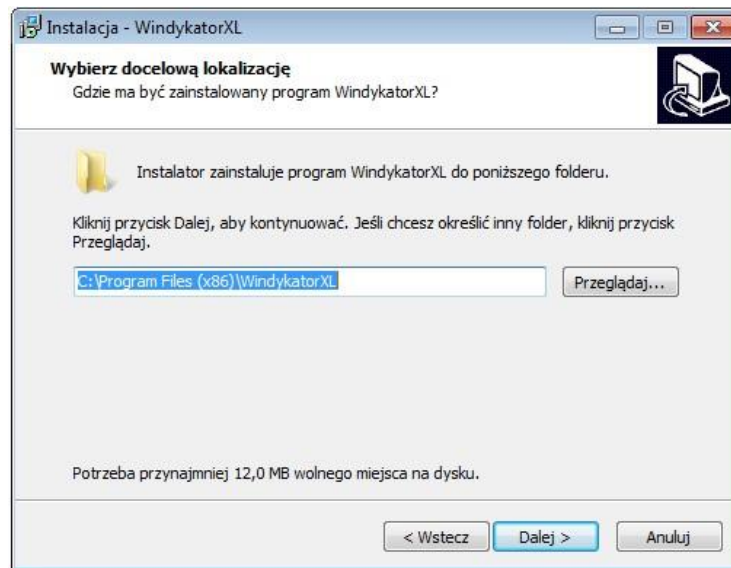 Instalacja - WindykatorXL
Wybierz docelową lokalizację
Gdzie ma być zainstalowany program WindykatorXL?
Instalator zainstaluje program WindykatorXL do poniższego folderu.
Kliknij przycisk Dalej, aby kontynuować. Jeśli chcesz określić inny folder, kliknij przycisk
Przeglądaj.
C:\Program Files (x86)\WindykatorXL
Przeglądaj...
Potrzeba przynajmniej 12,0 MB wolnego miejsca na dysku.
< Wstecz
Dalej >
Anuluj